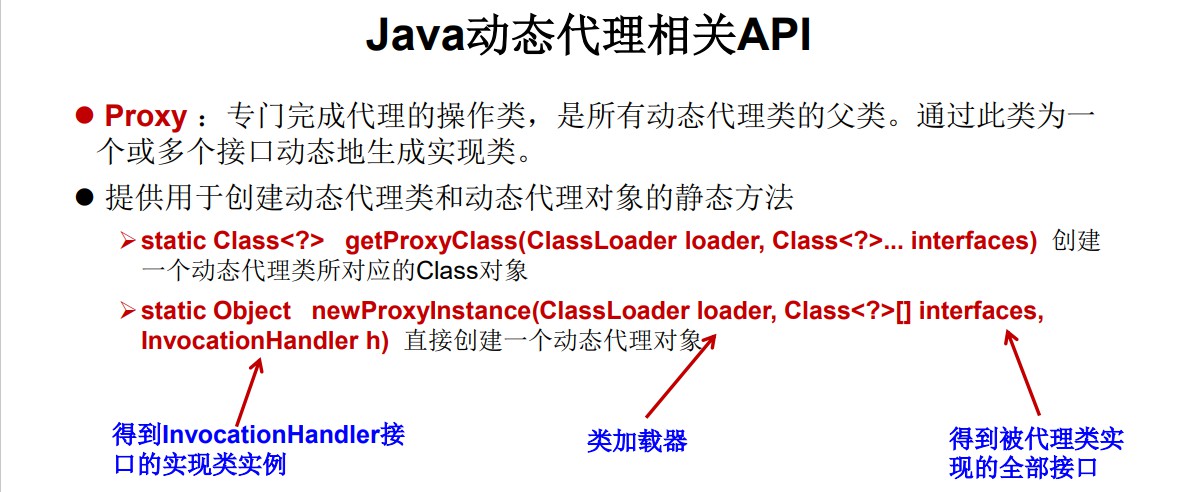 Java动态代理相关API
● Proxy ：专门完成代理的操作类，是所有动态代理类的父类。通过此类为一
个或多个接口动态地生成实现类。
● 提供用于创建动态代理类和动态代理对象的静态方法
➢ static Class<?> getProxyClass(ClassLoader loader, Class<?>... interfaces) 创建
一个动态代理类所对应的Class对象
➢ static Object newProxyInstance(ClassLoader loader, Class<?>[] interfaces,
InvocationHandler h) 直接创建一个动态代理对象
得到InvocationHandler接
口的实现类实例
类加载器
得到被代理类实
现的全部接口